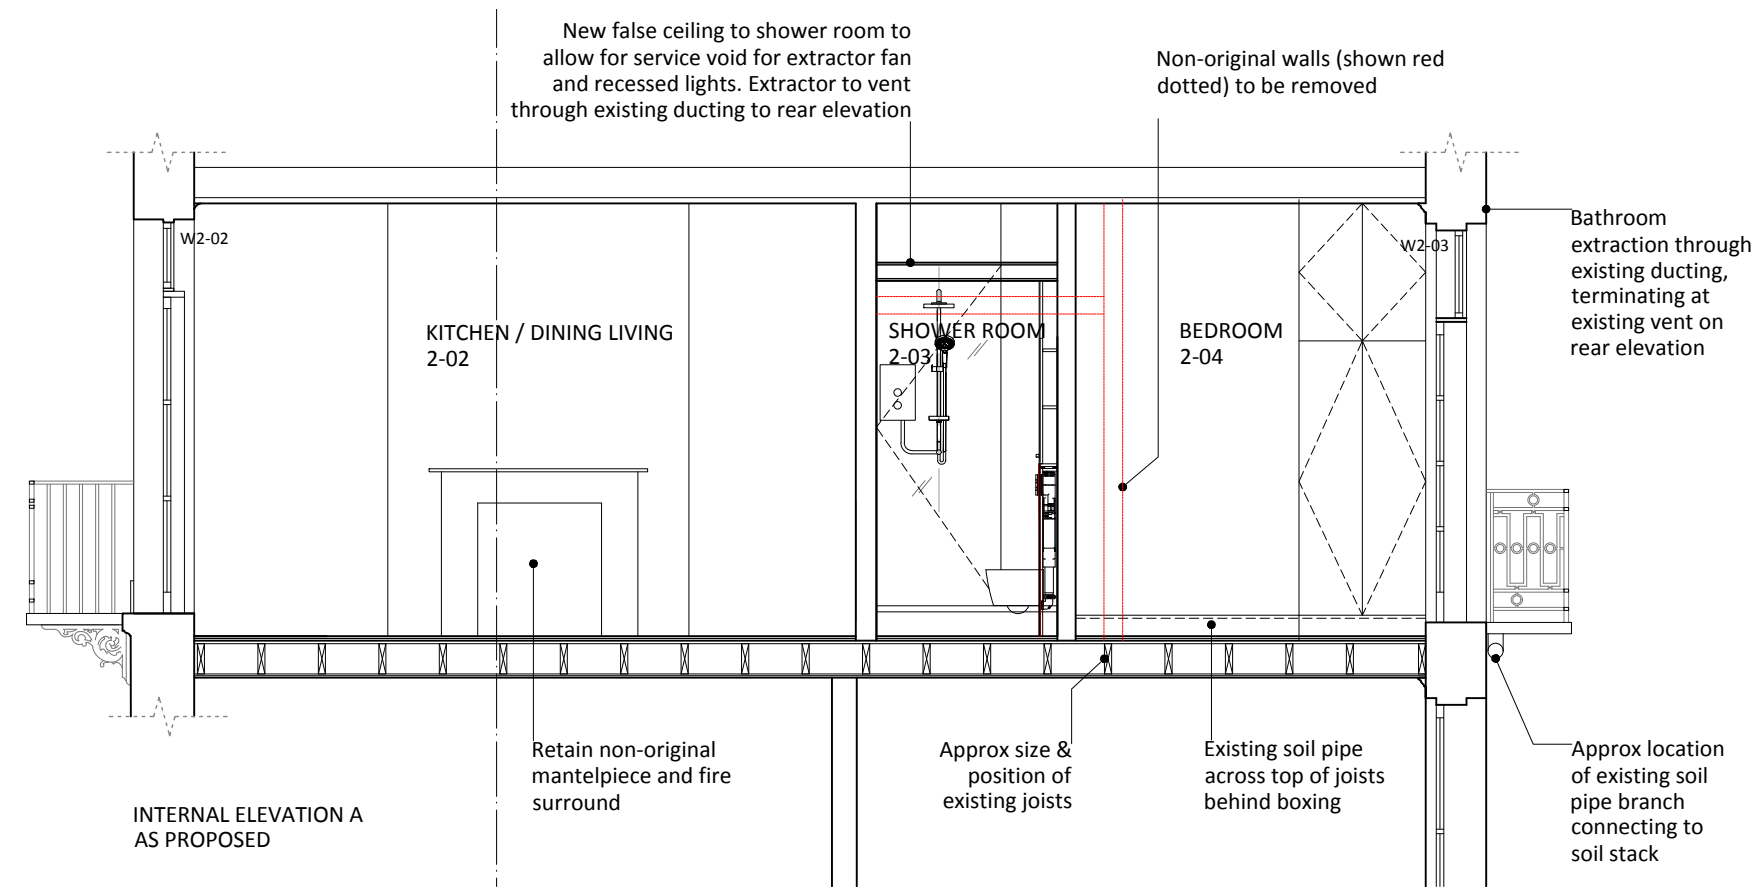 New false ceiling to shower room to
allow for service void for extractor fan
and recessed lights. Extractor to vent
through existing ducting to rear elevation
Non-original walls (shown red
dotted) to be removed
W2-02
W2-03
Bathroom
extraction through
existing ducting,
terminating at
existing vent on
rear elevation
KITCHEN / DINING LIVING
2-02
SHOWER ROOM
2-03
BEDROOM
2-04
Retain non-original
mantelpiece and fire
surround
Approx size &
position of
existing joists
Existing soil pipe
across top of joists
behind boxing
Approx location
of existing soil
pipe branch
connecting to
soil stack
INTERNAL ELEVATION A
AS PROPOSED